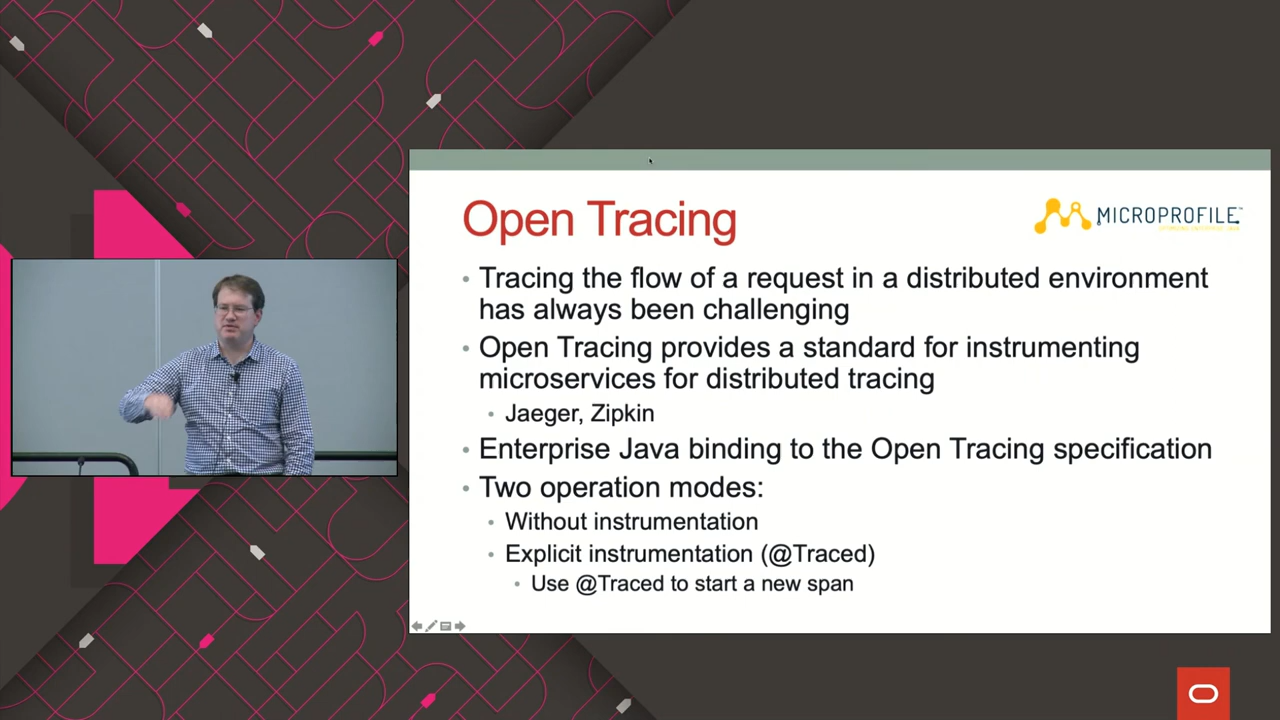 Open Tracing
MICROPROFILE™
Tracing the flow of a request in a distributed environment
has always been challenging
Open Tracing provides a standard for instrumenting
microservices for distributed tracing
Jaeger, Zipkin
Enterprise Java binding to the Open Tracing specification
Two operation modes:
Without instrumentation
Explicit instrumentation (@Traced)
Use @Traced to start a new span